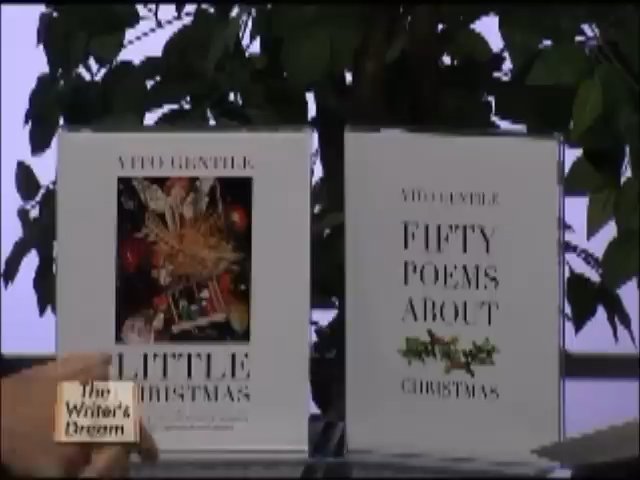 VITO GENTILE
LITTLE
CHRISTMAS
VITO GENTILE
FIFTY
POEMS
ABOUT
CHRISTMAS
The
Writer's
Dream